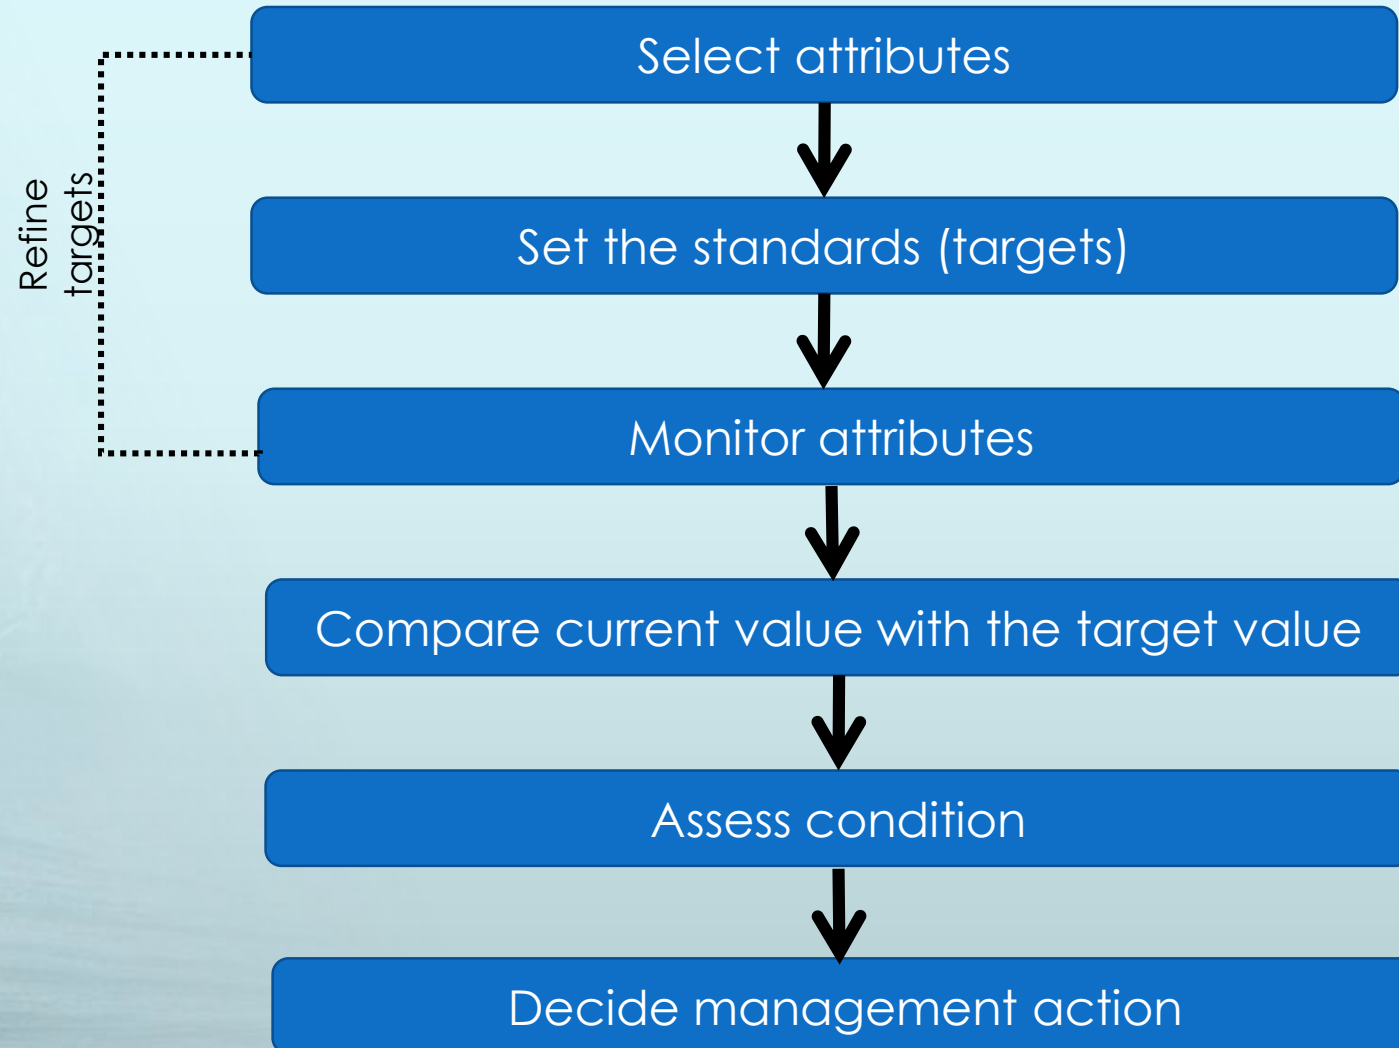 Select attributes
Refine
targets
Set the standards (targets)
Monitor attributes
Compare current value with the target value
Assess condition
Decide management action